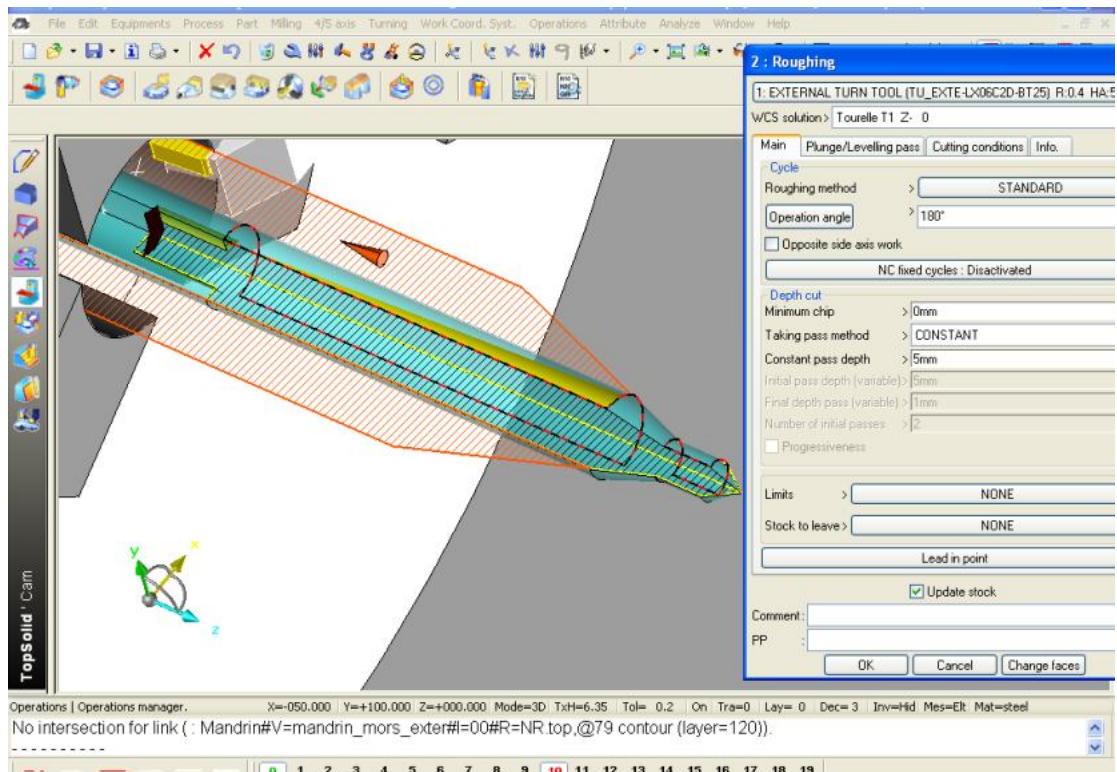 File Edit Equipments Process Part Milling 4/5 axis Turning Work Coord. Syst. Operations Attribute Analyze Window Help
2 : Roughing
1: EXTERNAL TURN TOOL (TU_EXTE-LX06C2D-BT25) R:0.4 HA:5
WCS solution > Tourelle T1 Z- 0
Main Plunge/Levelling pass Cutting conditions Info.
Cycle
Roughing method > STANDARD
Operation angle > 180°
Opposite side axis work
NC fixed cycles : Disactivated
Depth cut
Minimum chip > 0mm
Taking pass method > CONSTANT
Constant pass depth > 5mm
Initial pass depth (variable) > 5mm
Final depth pass (variable) > 1mm
Number of initial passes > 2
Progressiveness
Limits > NONE
Stock to leave > NONE
Lead in point
Update stock
Comment :
PP :
OK Cancel Change faces
y x
z
TopSolid'Cam
Operations | Operations manager. X=-050.000 Y=+100.000 Z=+000.000 Mode=3D TxH=6.35 Tol= 0.2 On Tra=0 Lay= 0 Dec= 3 Inv=Hid Mes=Elt Mat=steel
No intersection for link ( : Mandrin#V=mandrin_mors_exter#I=00#R=NR.top,@79 contour (layer=120)).
----------
0 1 2 3 4 5 6 7 8 9 10 11 12 13 14 15 16 17 18 19